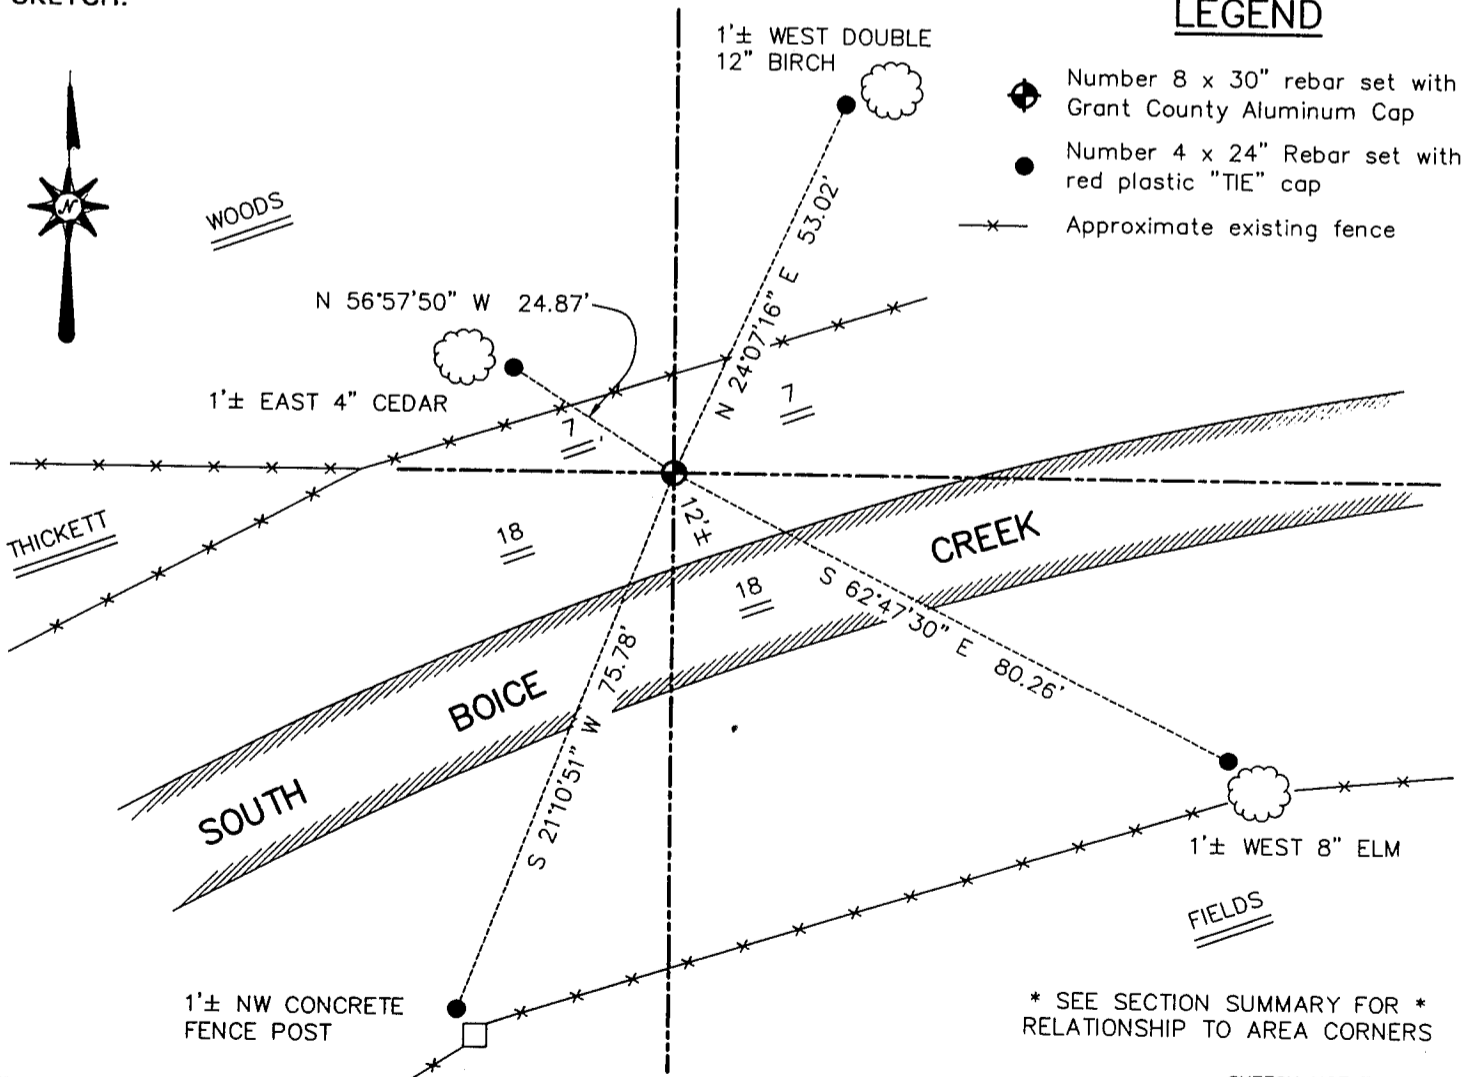 SKETCH:
LEGEND
Number 8 x 30" rebar set with
Grant County Aluminum Cap
Number 4 x 24" Rebar set with
red plastic "TIE" cap
Approximate existing fence
1'± WEST DOUBLE
12" BIRCH
N
WOODS
N 24°07'16" E 53.02'
N 56°57'50" W 24.87'
1'± EAST 4" CEDAR
7
7
THICKETT
18
12'±
18
CREEK
S 62°47'30" E 80.26'
BOICE
SOUTH
S 21°10'51" W 75.78'
1'± WEST 8" ELM
FIELDS
1'± NW CONCRETE
FENCE POST
* SEE SECTION SUMMARY FOR *
RELATIONSHIP TO AREA CORNERS